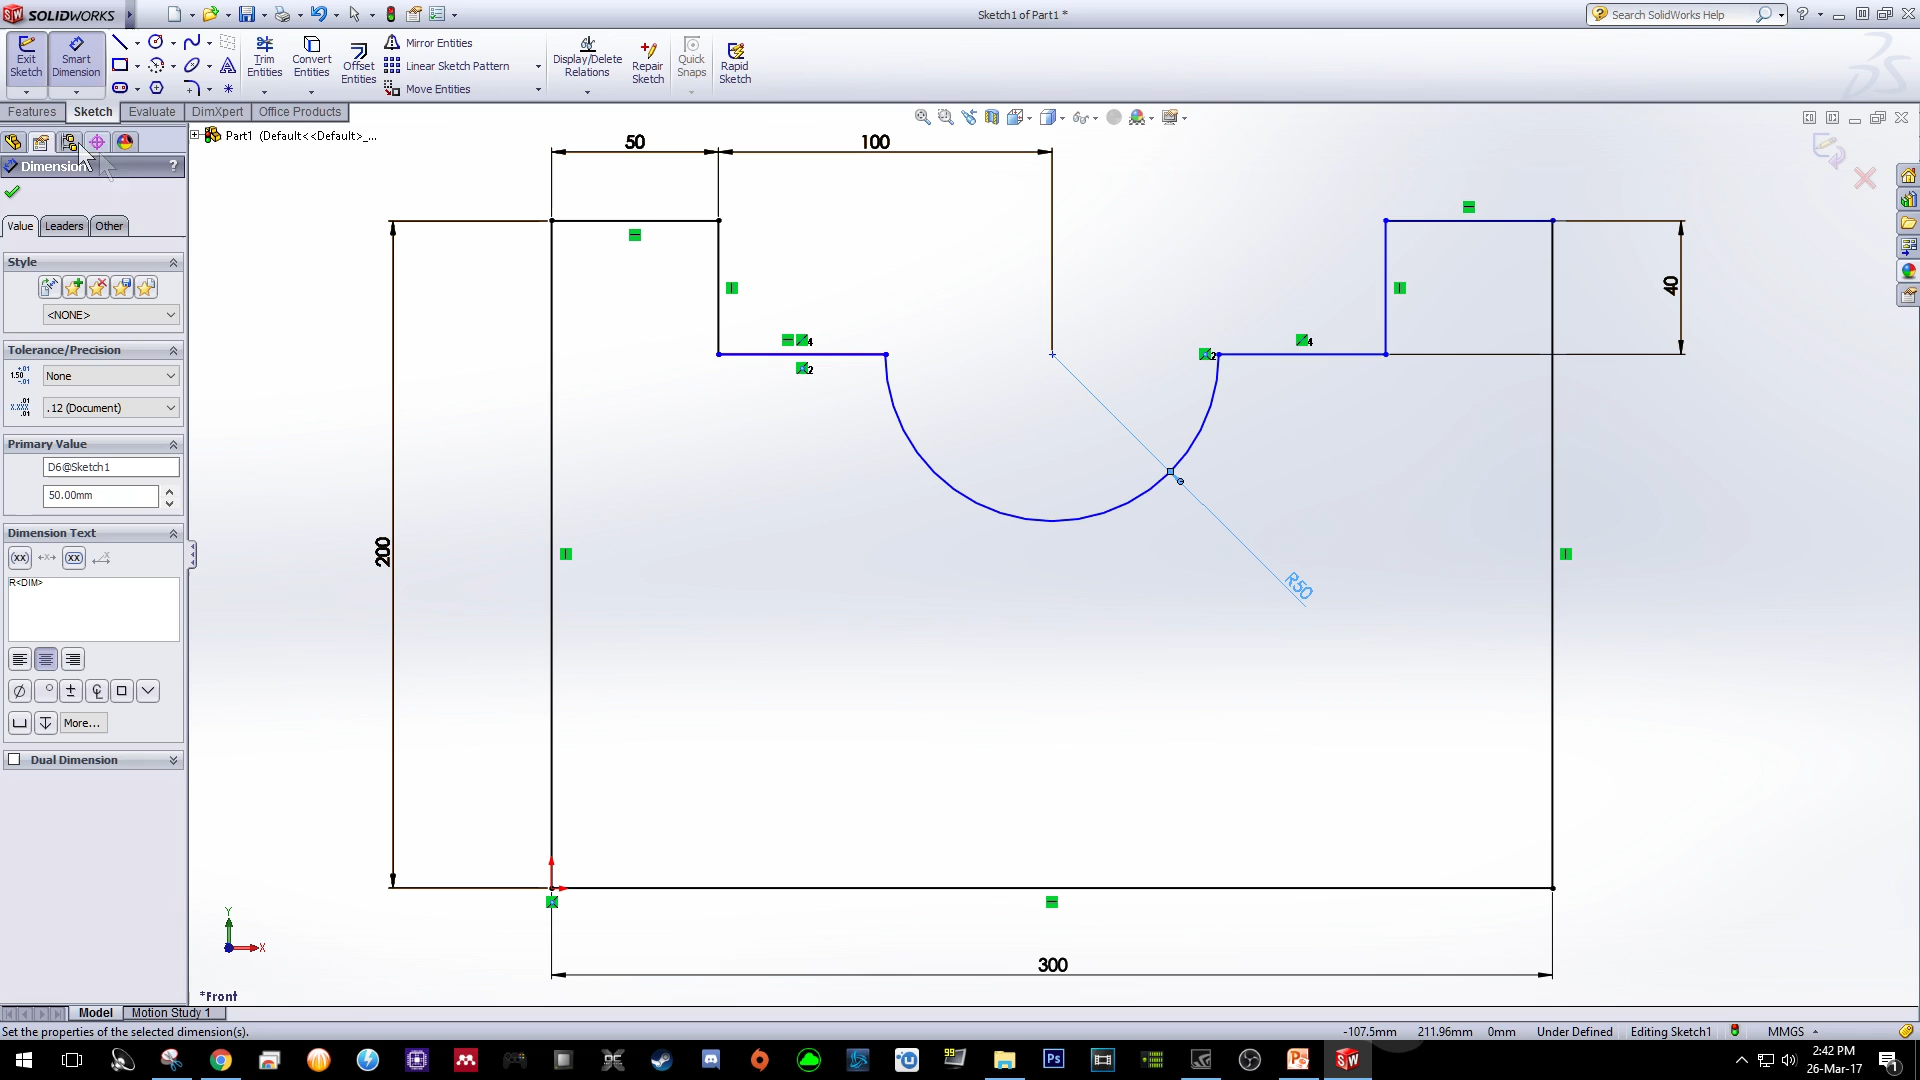 SOLIDWORKS
Sketch1 of Part1 *
Search SolidWorks Help
Exit Sketch
Smart Dimension
Trim Entities
Convert Entities
Offset Entities
Mirror Entities
Linear Sketch Pattern
Move Entities
Display/Delete Relations
Repair Sketch
Quick Snaps
Rapid Sketch
Features
Sketch
Evaluate
DimXpert
Office Products
Part1 (Default<<Default>_...
Dimension
?
Value
Leaders
Other
Style
<NONE>
Tolerance/Precision
None
.12 (Document)
Primary Value
D6@Sketch1
50.00mm
Dimension Text
R<DIM>
More...
Dual Dimension
50
100
40
200
R50
300
4
2
2
4
Y
X
*Front
Model
Motion Study 1
Set the properties of the selected dimension(s).
-107.5mm
211.96mm
0mm
Under Defined
Editing Sketch1
MMGS
2:42 PM
26-Mar-17